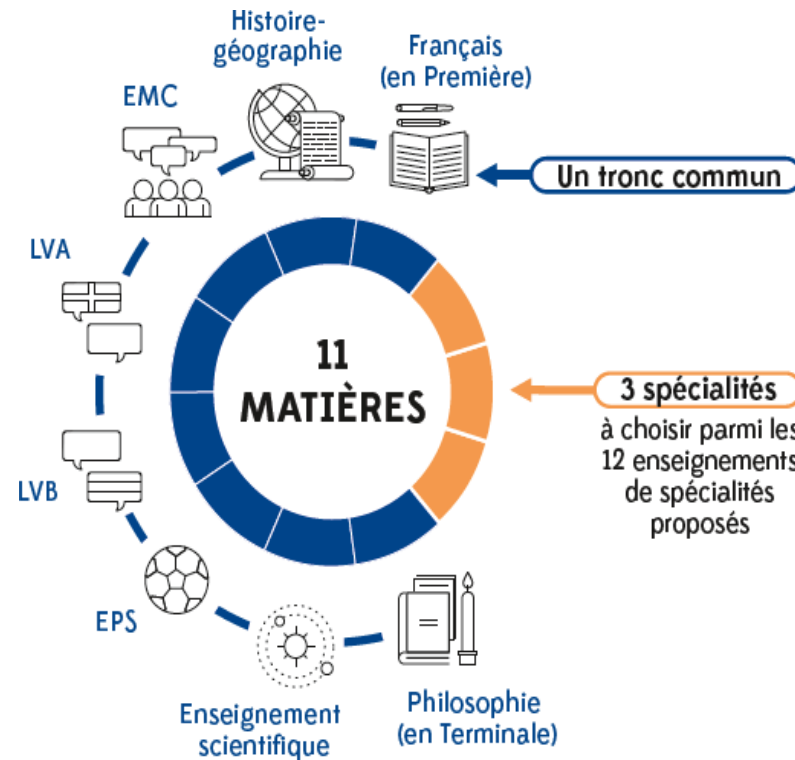 Histoire-
géographie
Français
(en Première)
EMC
Un tronc commun
LVA
11
MATIÈRES
3 spécialités
à choisir parmi les
12 enseignements
de spécialités
proposés
LVB
EPS
Enseignement
scientifique
Philosophie
(en Terminale)